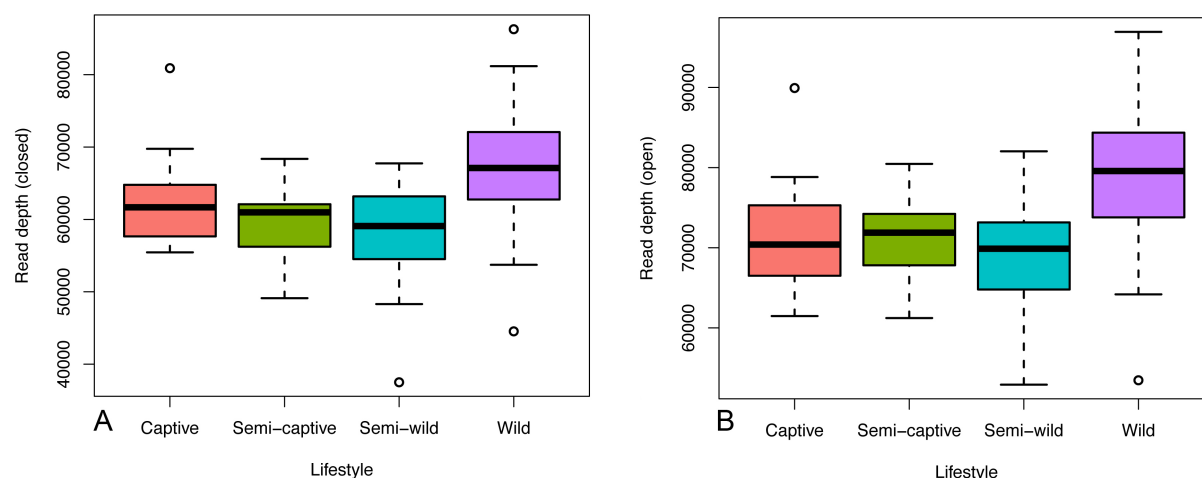 Read depth (closed)
80000
70000
60000
50000
40000
A
Captive
Semi−captive
Semi−wild
Wild
Lifestyle
Read depth (open)
90000
80000
70000
60000
B
Captive
Semi−captive
Semi−wild
Wild
Lifestyle